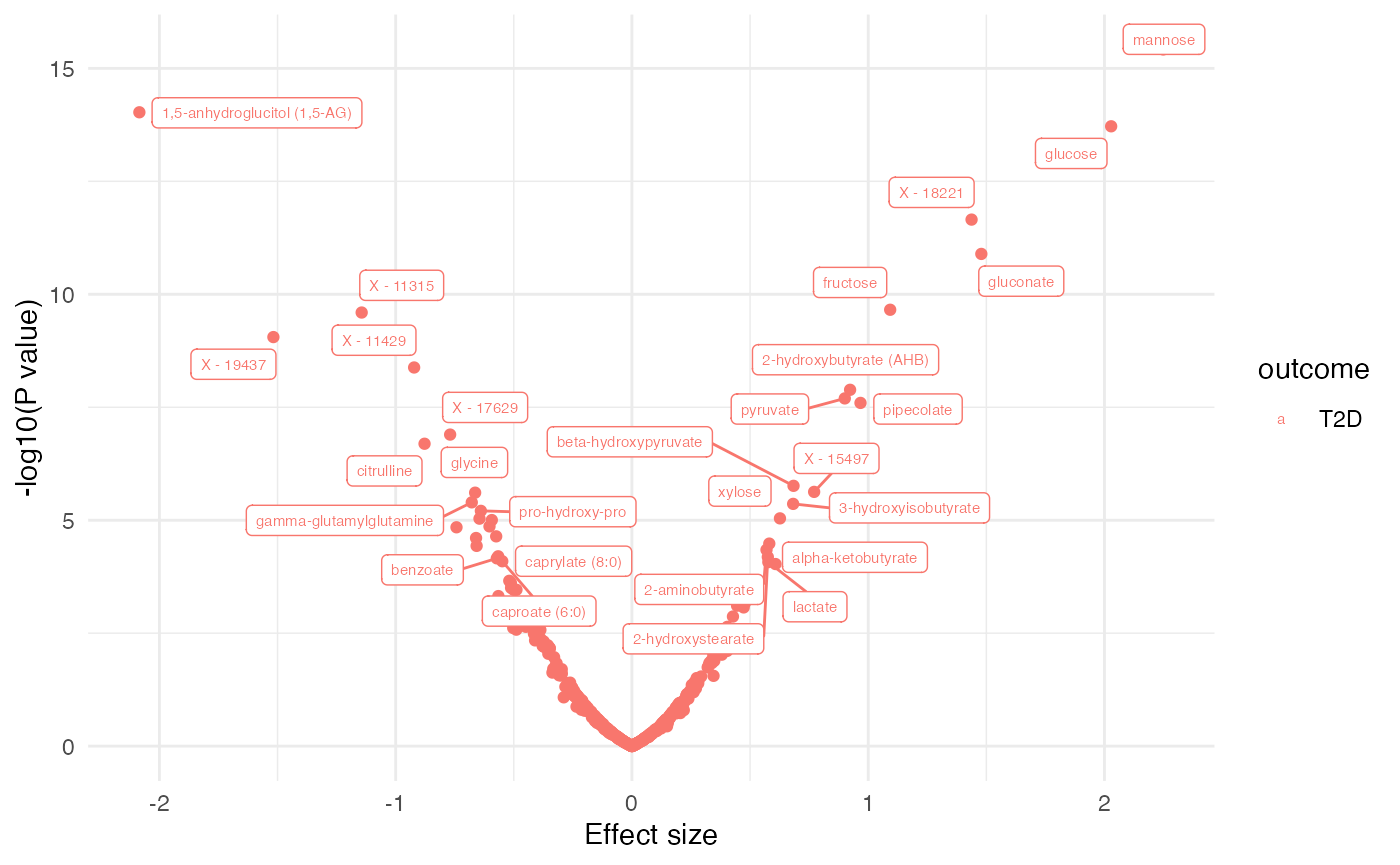 mannose
15
1,5-anhydroglucitol (1,5-AG)
glucose
X - 18221
gluconate
X - 11315
fructose
10
X - 11429
X - 19437
2-hydroxybutyrate (AHB)
X - 17629
pyruvate
pipecolate
beta-hydroxypyruvate
X - 15497
citrulline
glycine
xylose
gamma-glutamylglutamine
pro-hydroxy-pro
3-hydroxyisobutyrate
5
benzoate
caprylate (8:0)
alpha-ketobutyrate
2-aminobutyrate
caproate (6:0)
lactate
2-hydroxystearate
0
-2
-1
0
1
2
Effect size
-log10(P value)
outcome
a T2D